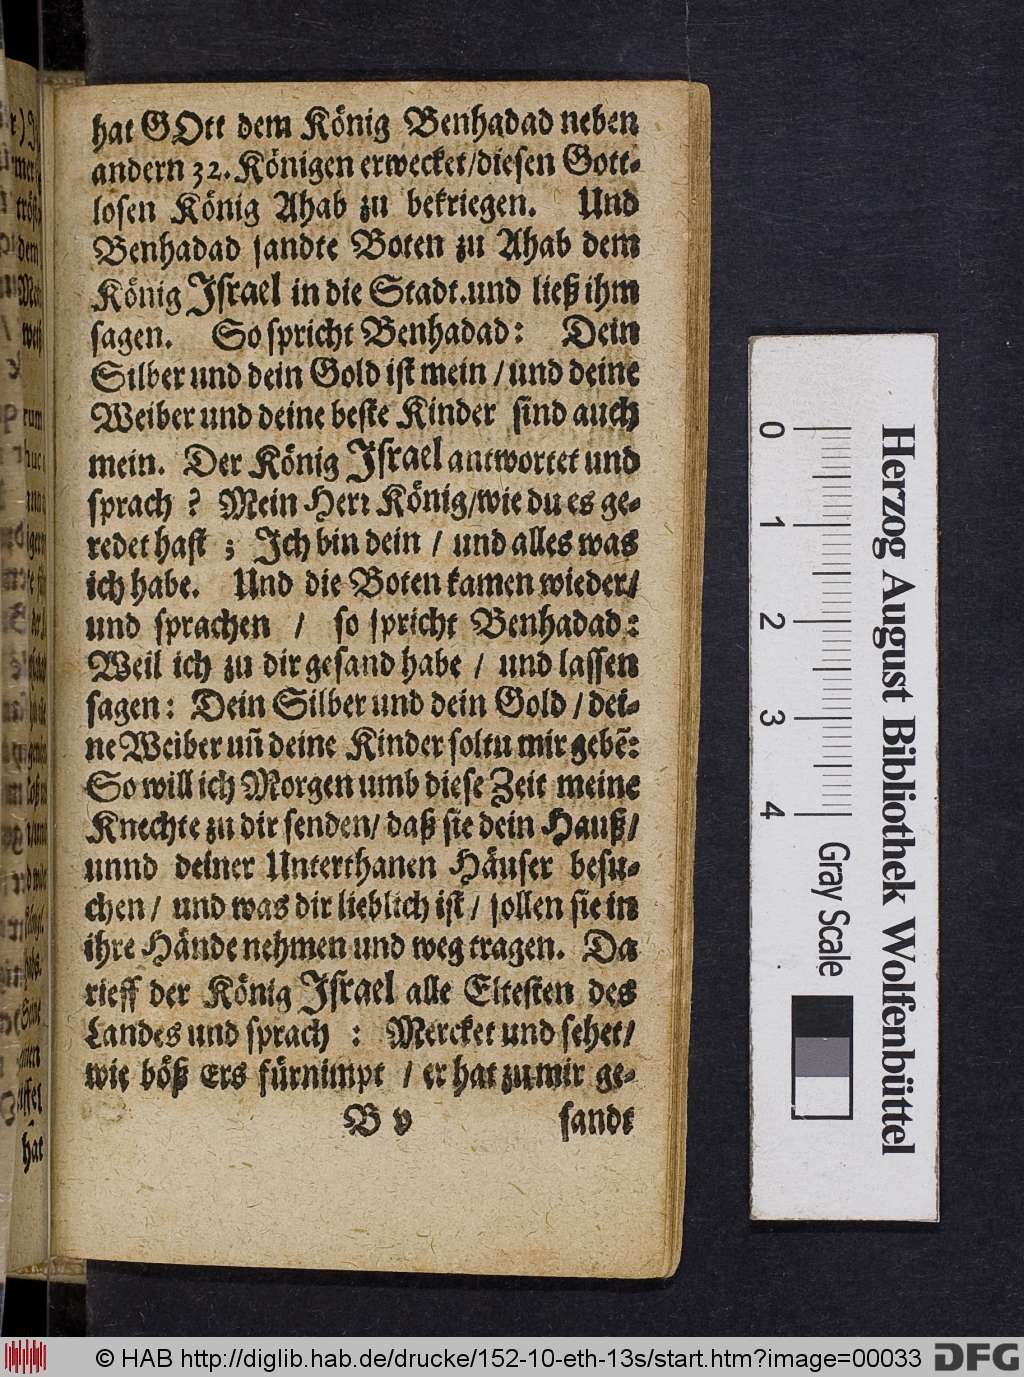 hat GOtt dem König Benhadad neben
andern 32. Königen erwecket/diesen Gott-
losen König Ahab zu bekriegen. Und
Benhadad sandte Boten zu Ahab dem
König Israel in die Stadt.und ließ ihm
sagen. So spricht Benhadad: Dein
Silber und dein Gold ist mein / und deine
Weiber und deine beste Kinder sind auch
mein. Der König Israel antwortet und
sprach ? Mein Herr König/wie du es ge-
redet hast ; Ich bin dein / und alles was
ich habe. Und die Boten kamen wieder/
und sprachen / so spricht Benhadad:
Weil ich zu dir gesand habe / und lassen
sagen: Dein Silber und dein Gold / dei-
ne Weiber uñ deine Kinder soltu mir gebẽ:
So will ich Morgen umb diese Zeit meine
Knechte zu dir senden/ daß sie dein Hauß/
unnd deiner Unterthanen Häuser besu-
chen / und was dir lieblich ist / sollen sie in
ihre Hände nehmen und weg tragen. Da
rieff der König Israel alle Eltesten des
Landes und sprach : Mercket und sehet/
wie böß Ers fürnimpt / er hat zu mir ge-
B v sandt
hat
Herzog August Bibliothek Wolfenbüttel
0 1 2 3 4
Gray Scale
© HAB http://diglib.hab.de/drucke/152-10-eth-13s/start.htm?image=00033
DFG